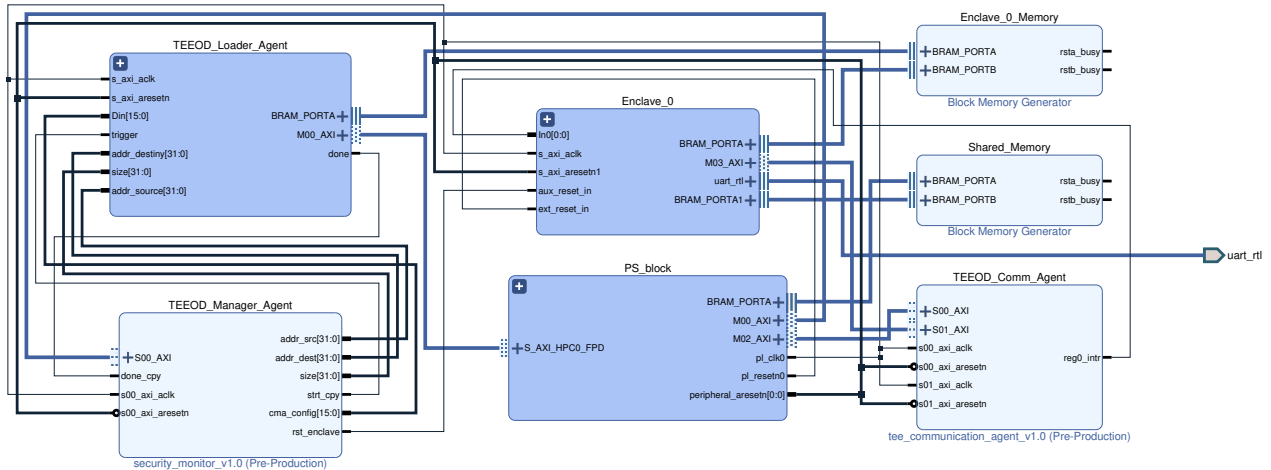 TEEOD_Loader_Agent
s_axi_aclk
s_axi_aresetn
Din[15:0]
trigger
addr_destiny[31:0]
size[31:0]
addr_source[31:0]
BRAM_PORTA
M00_AXI
done
TEEOD_Manager_Agent
S00_AXI
done_cpy
s00_axi_aclk
s00_axi_aresetn
addr_src[31:0]
addr_dest[31:0]
size[31:0]
strt_cpy
cma_config[15:0]
rst_enclave
security_monitor_v1.0 (Pre-Production)
Enclave_0
In0[0:0]
s_axi_aclk
s_axi_aresetn1
aux_reset_in
ext_reset_in
BRAM_PORTA
M03_AXI
uart_rtl
BRAM_PORTA1
PS_block
S_AXI_HPC0_FPD
BRAM_PORTA
M00_AXI
M02_AXI
pl_clk0
pl_resetn0
peripheral_aresetn[0:0]
Enclave_0_Memory
BRAM_PORTA
BRAM_PORTB
rsta_busy
rstb_busy
Block Memory Generator
Shared_Memory
BRAM_PORTA
BRAM_PORTB
rsta_busy
rstb_busy
Block Memory Generator
uart_rtl
TEEOD_Comm_Agent
S00_AXI
S01_AXI
s00_axi_aclk
s00_axi_aresetn
s01_axi_aclk
s01_axi_aresetn
reg0_intr
tee_communication_agent_v1.0 (Pre-Production)